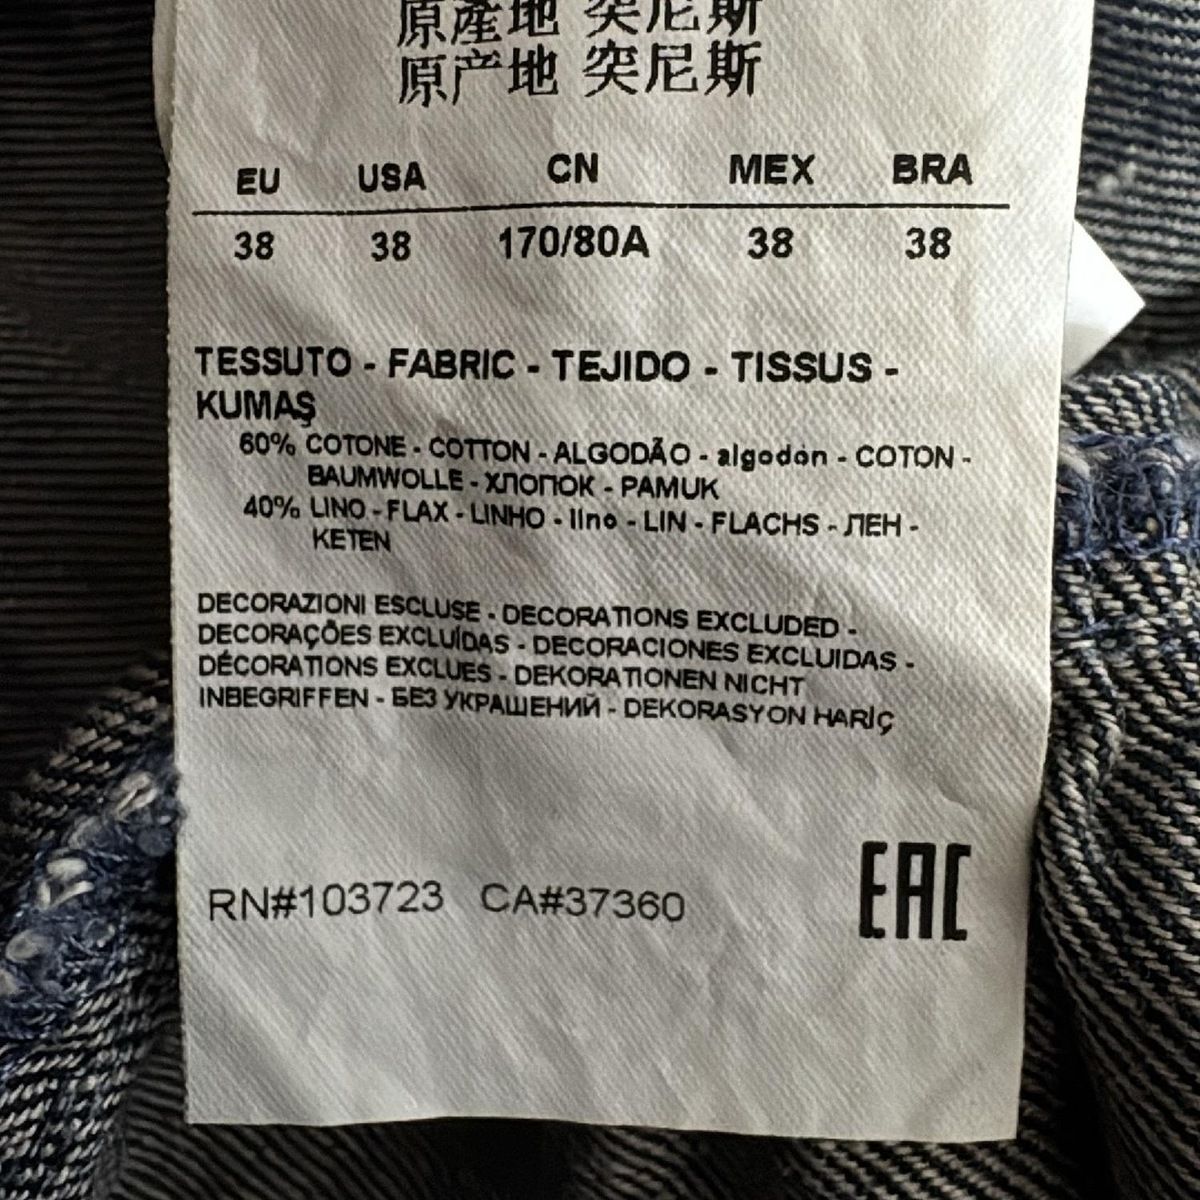 原產地 突尼斯
原产地 突尼斯
EU USA CN MEX BRA
38 38 170/80A 38 38
TESSUTO - FABRIC - TEJIDO - TISSUS -
KUMAŞ
60% COTONE - COTTON - ALGODÃO - algodón - COTON -
BAUMWOLLE - ХЛОПОК - PAMUK
40% LINO - FLAX - LINHO - lino - LIN - FLACHS - ЛЕН -
KETEN
DECORAZIONI ESCLUSE - DECORATIONS EXCLUDED -
DECORAÇÕES EXCLUÍDAS - DECORACIONES EXCLUIDAS -
DÉCORATIONS EXCLUES - DEKORATIONEN NICHT
INBEGRIFFEN - БЕЗ УКРАШЕНИЙ - DEKORASYON HARİÇ
RN#103723 CA#37360
EAC